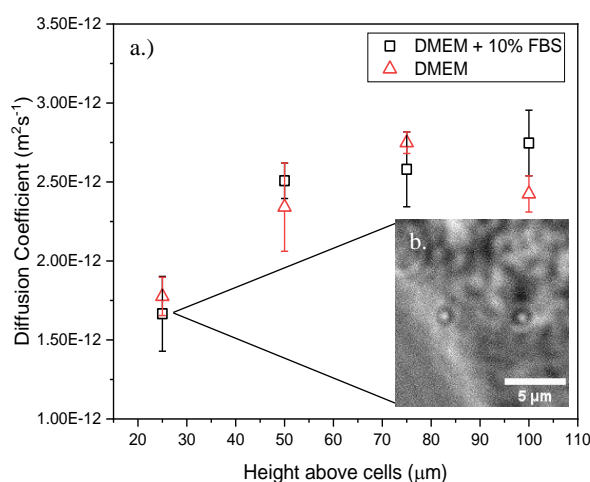 a.)
DMEM + 10% FBS
DMEM
3.50E-12
3.00E-12
2.50E-12
2.00E-12
1.50E-12
1.00E-12
Diffusion Coefficient (m²s⁻¹)
b.
5 µm
20 30 40 50 60 70 80 90 100 110
Height above cells (µm)